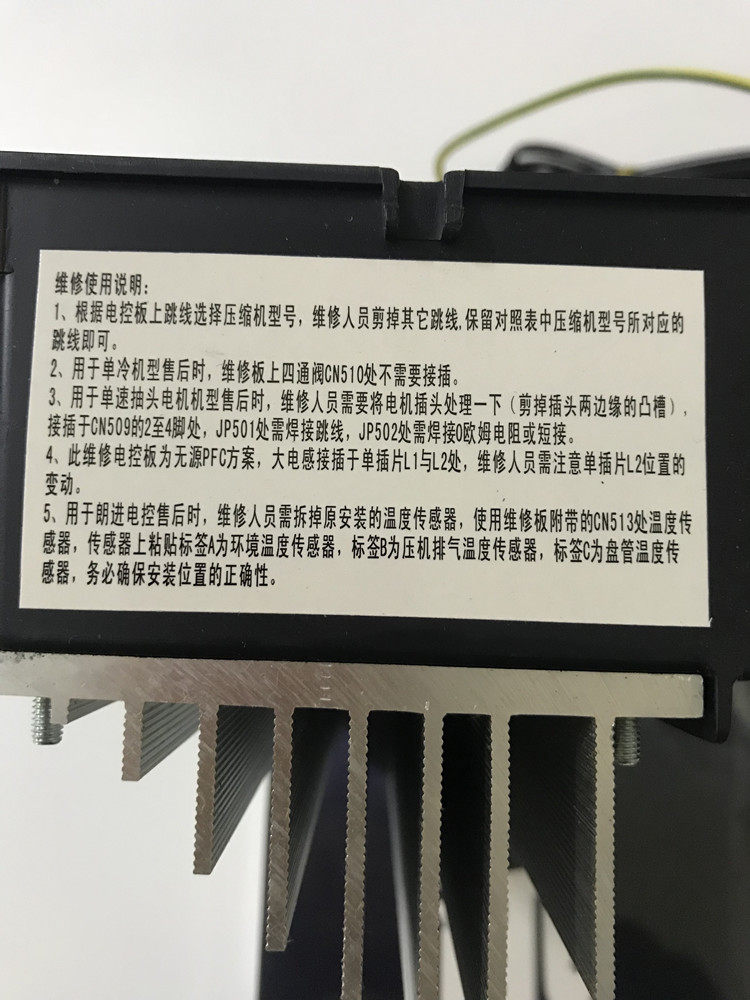 维修使用说明:
1、根据电控板上跳线选择压缩机型号，维修人员剪掉其它跳线,保留对照表中压缩机型号所对应的
跳线即可。
2、用于单冷机型售后时，维修板上四通阀CN510处不需要接插。
3、用于单速抽头电机机型售后时，维修人员需要将电机插头处理一下（剪掉插头两边缘的凸槽），
接插于CN509的2至4脚处，JP501处需焊接跳线，JP502处需焊接0欧姆电阻或短接。
4、此维修电控板为无源PFC方案，大电感接插于单插片L1与L2处，维修人员需注意单插片L2位置的
变动。
5、用于朗进电控售后时，维修人员需拆掉原安装的温度传感器，使用维修板附带的CN513处温度传
感器，传感器上粘贴标签A为环境温度传感器，标签B为压机排气温度传感器，标签C为盘管温度传
感器，务必确保安装位置的正确性。